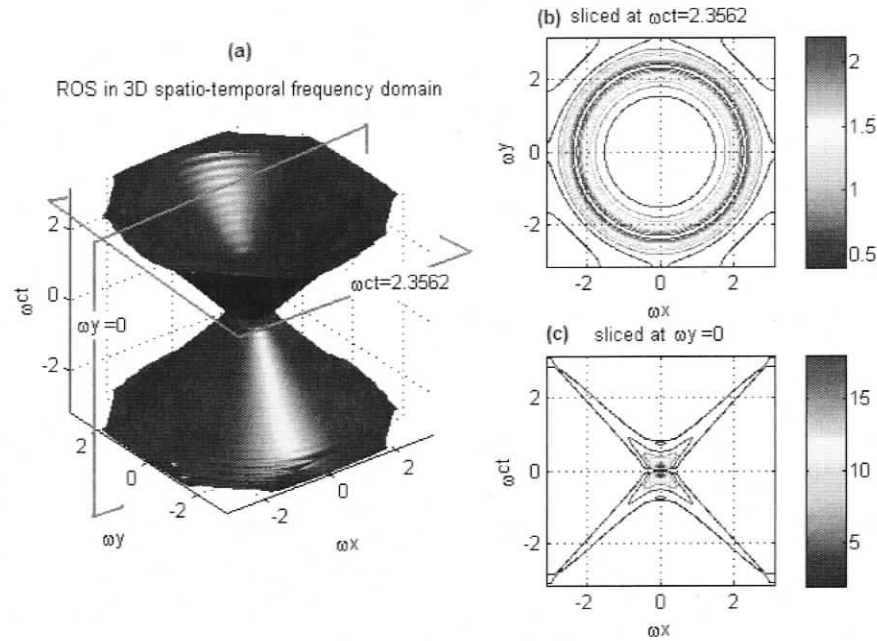 (a)
ROS in 3D spatio-temporal frequency domain
ωct
2
0
-2
ωct=2.3562
ωy=0
2
0
-2
ωy
-2
0
2
ωx
(b) sliced at ωct=2.3562
ωy
2
0
-2
-2 0 2
ωx
2
1.5
1
0.5
(c) sliced at ωy =0
ωct
2
0
-2
-2 0 2
ωx
15
10
5